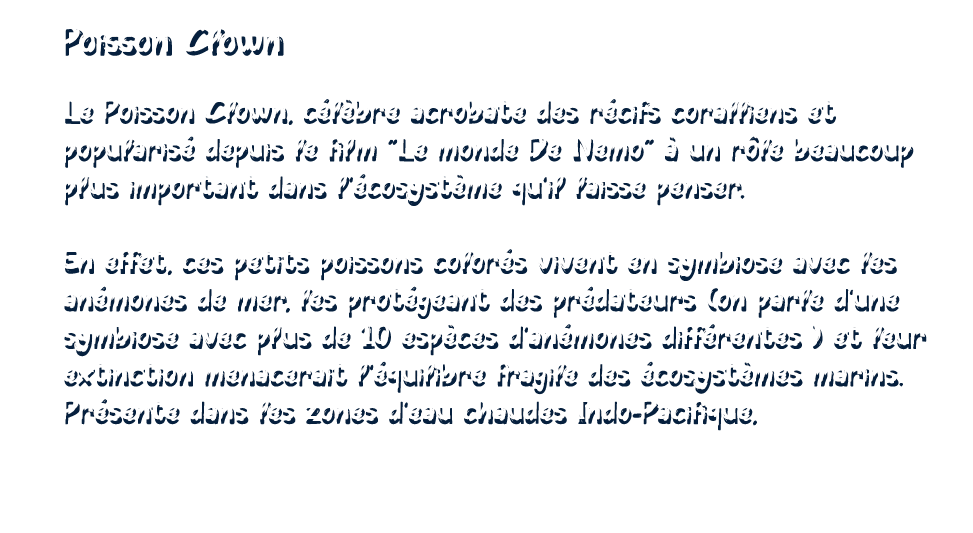 Poisson Clown
Le Poisson Clown, célèbre acrobate des récifs coralliens et
popularisé depuis le film "Le monde De Nemo" à un rôle beaucoup
plus important dans l'écosystème qu'il laisse penser.
En effet, ces petits poissons colorés vivent en symbiose avec les
anémones de mer, les protégeant des prédateurs (on parle d'une
symbiose avec plus de 10 espèces d'anémones différentes ) et leur
extinction menacerait l'équilibre fragile des écosystèmes marins.
Présente dans les zones d'eau chaudes Indo-Pacifique.